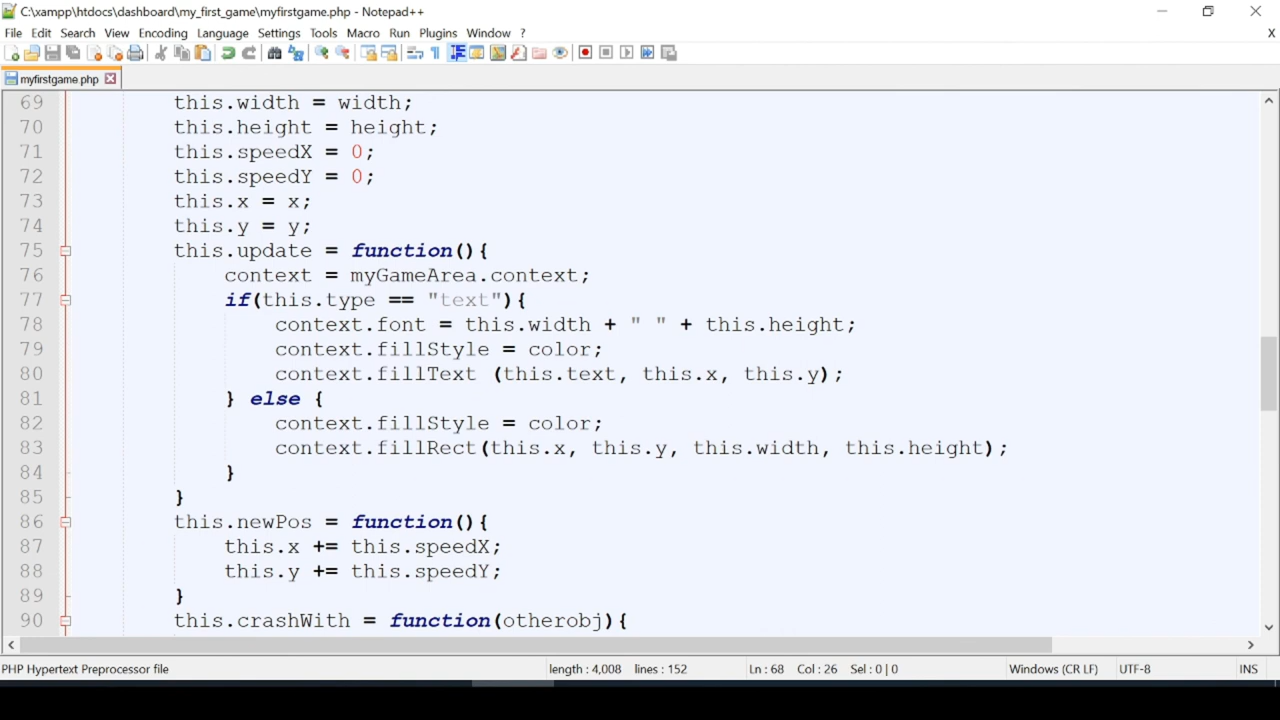 C:\xampp\htdocs\dashboard\my_first_game\myfirstgame.php - Notepad++
File Edit Search View Encoding Language Settings Tools Macro Run Plugins Window ? X
myfirstgame.php
69 this.width = width;
70 this.height = height;
71 this.speedX = 0;
72 this.speedY = 0;
73 this.x = x;
74 this.y = y;
75 this.update = function(){
76 context = myGameArea.context;
77 if(this.type == "text"){
78 context.font = this.width + " " + this.height;
79 context.fillStyle = color;
80 context.fillText (this.text, this.x, this.y);
81 } else {
82 context.fillStyle = color;
83 context.fillRect(this.x, this.y, this.width, this.height);
84 }
85 }
86 this.newPos = function(){
87 this.x += this.speedX;
88 this.y += this.speedY;
89 }
90 this.crashWith = function(otherobj){
PHP Hypertext Preprocessor file length : 4,008 lines : 152 Ln : 68 Col : 26 Sel : 0 | 0 Windows (CR LF) UTF-8 INS